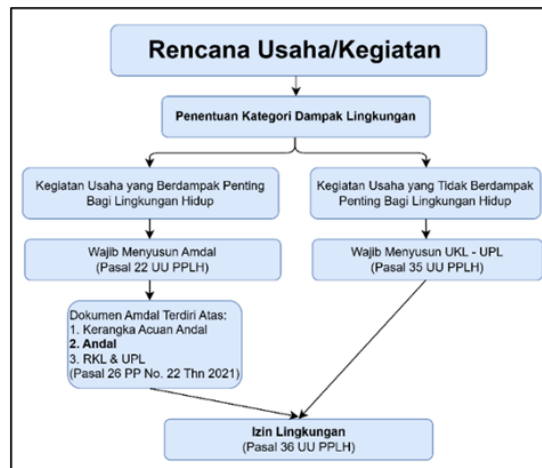 Rencana Usaha/Kegiatan
Penentuan Kategori Dampak Lingkungan
Kegiatan Usaha yang Berdampak Penting
Bagi Lingkungan Hidup
Kegiatan Usaha yang Tidak Berdampak
Penting Bagi Lingkungan Hidup
Wajib Menyusun Amdal
(Pasal 22 UU PPLH)
Wajib Menyusun UKL - UPL
(Pasal 35 UU PPLH)
Dokumen Amdal Terdiri Atas:
1. Kerangka Acuan Andal
2. Andal
3. RKL & UPL
(Pasal 26 PP No. 22 Thn 2021)
Izin Lingkungan
(Pasal 36 UU PPLH)